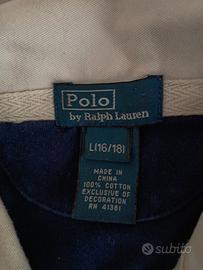 Polo
by Ralph Lauren
L(16/18)
MADE IN
CHINA
100% COTTON
EXCLUSIVE OF
DECORATION
RN 41381
subito